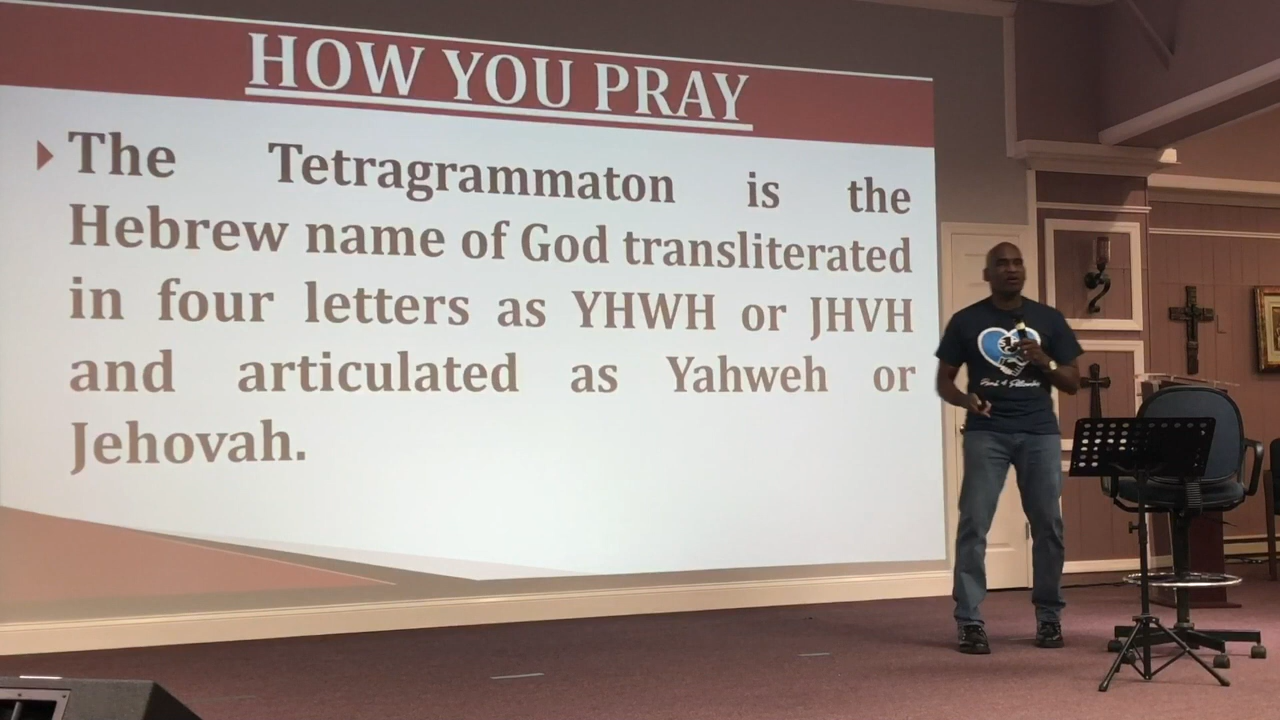 HOW YOU PRAY
The Tetragrammaton is the
Hebrew name of God transliterated
in four letters as YHWH or JHVH
and articulated as Yahweh or
Jehovah.